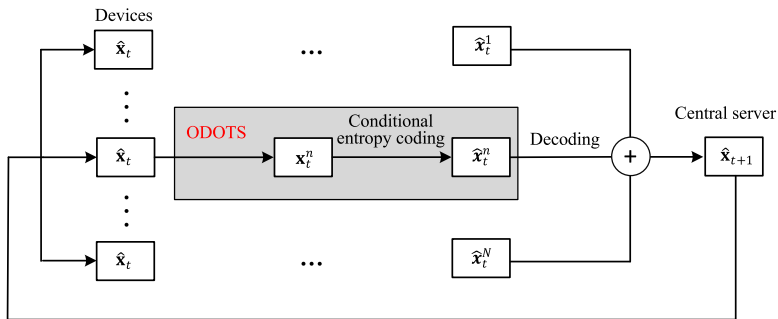 Devices
x̂_t ... x̂_t^1
ODOTS Conditional entropy coding Decoding Central server
x̂_t x_t^n x̂_t^n + x̂_{t+1}
x̂_t ... x̂_t^N